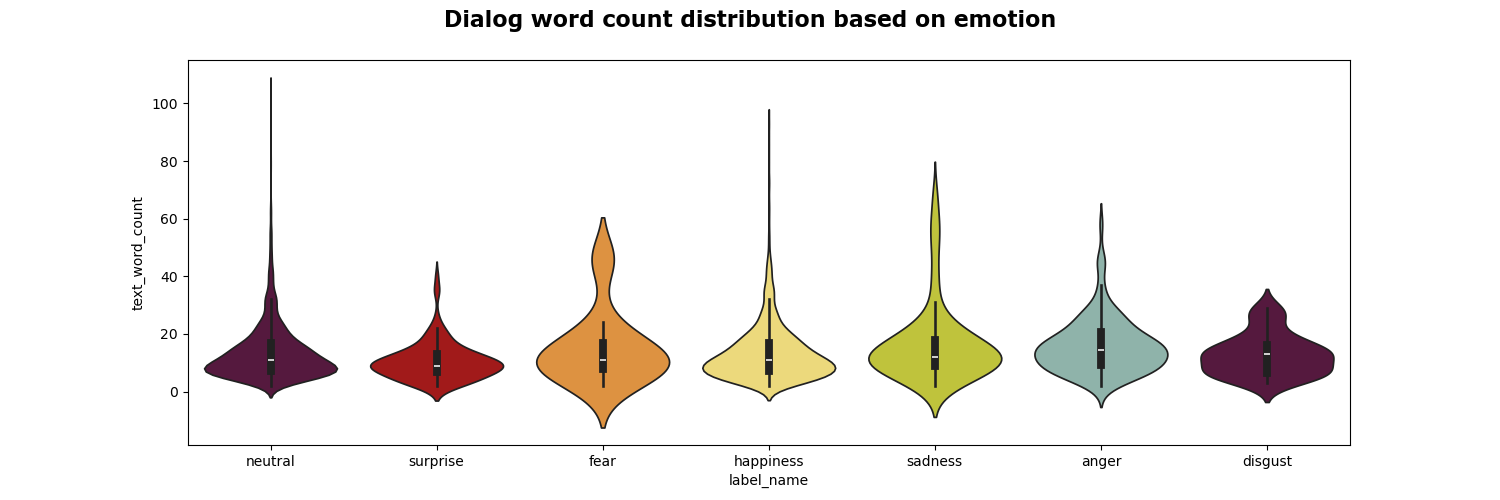 Dialog word count distribution based on emotion
text_word_count
100
80
60
40
20
0
neutral surprise fear happiness sadness anger disgust
label_name